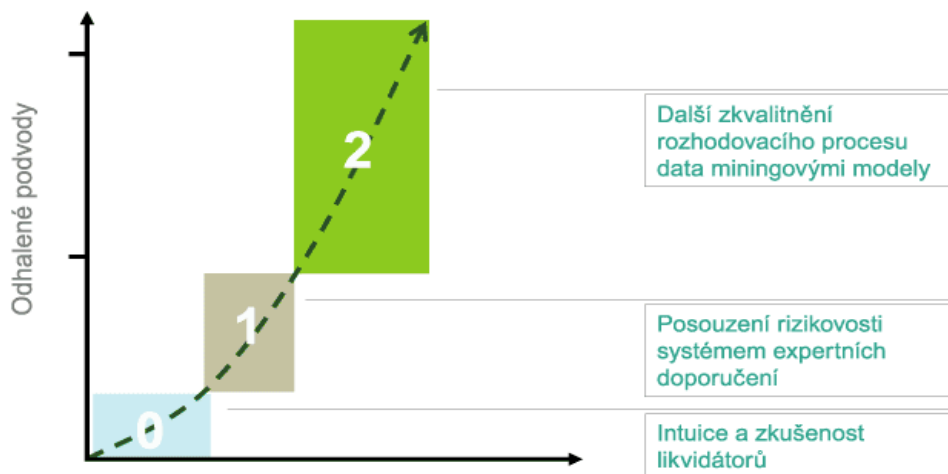 Odhalené podvody
2
Další zkvalitnění
rozhodovacího procesu
data miningovými modely
1
Posouzení rizikovosti
systémem expertních
doporučení
0
Intuice a zkušenost
likvidátorů